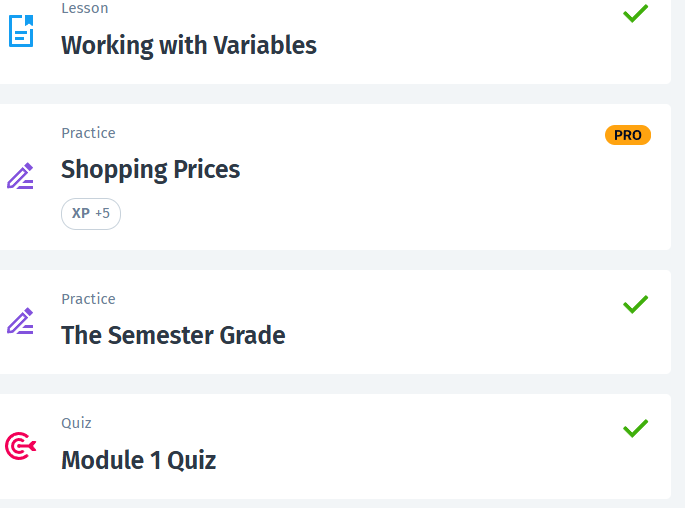 Lesson
Working with Variables
Practice
PRO
Shopping Prices
XP +5
Practice
The Semester Grade
Quiz
Module 1 Quiz